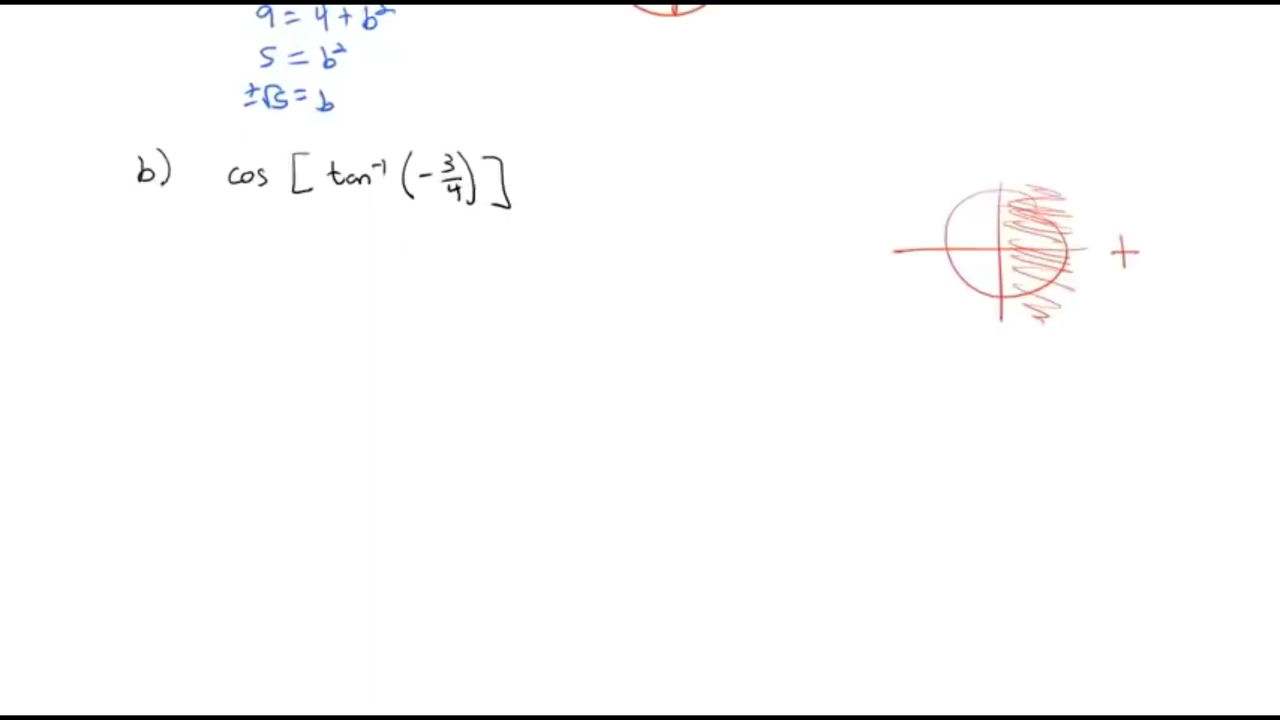 9 = 4 + b²
5 = b²
±√5 = b
b) cos [ tan⁻¹ (-3/4) ]
+